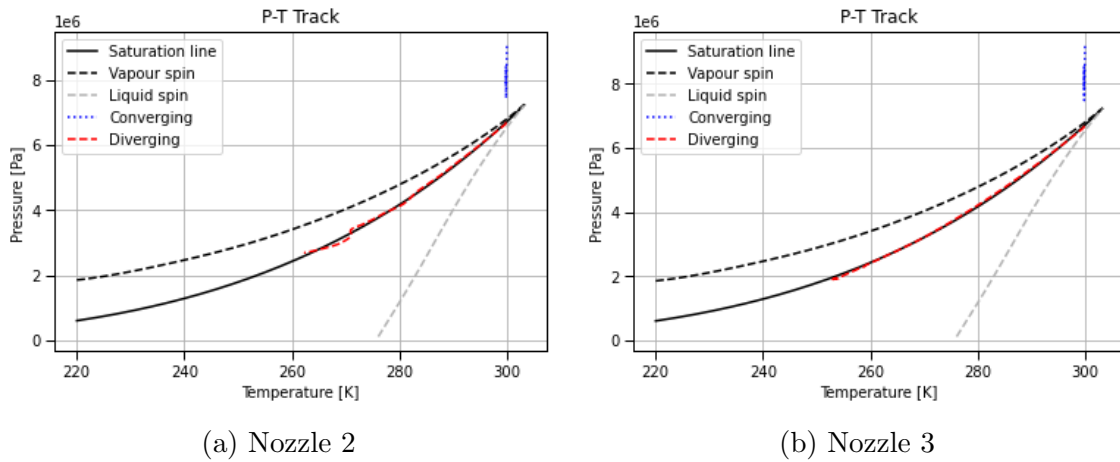 P-T Track
1e6
Saturation line
Vapour spin
Liquid spin
Converging
Diverging
Pressure [Pa]
8
6
4
2
0
220 240 260 280 300
Temperature [K]
(a) Nozzle 2
P-T Track
1e6
Saturation line
Vapour spin
Liquid spin
Converging
Diverging
Pressure [Pa]
8
6
4
2
0
220 240 260 280 300
Temperature [K]
(b) Nozzle 3